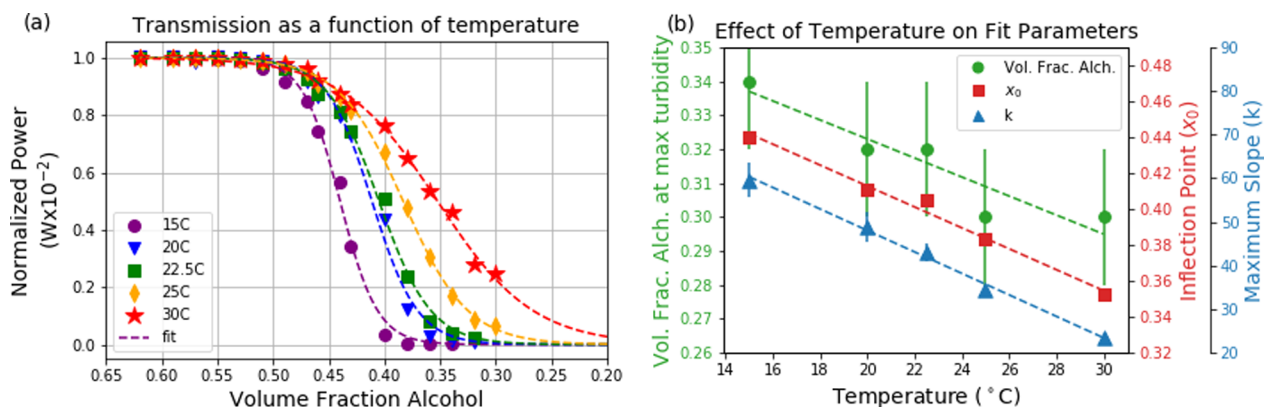 (a)
Transmission as a function of temperature
Normalized Power
(Wx10⁻²)
1.0
0.8
0.6
0.4
0.2
0.0
15C
20C
22.5C
25C
30C
fit
0.65 0.60 0.55 0.50 0.45 0.40 0.35 0.30 0.25 0.20
Volume Fraction Alcohol
(b)
Effect of Temperature on Fit Parameters
Vol. Frac. Alch. at max turbidity
0.35
0.34
0.33
0.32
0.31
0.30
0.29
0.28
0.27
0.26
Vol. Frac. Alch.
x₀
k
14 16 18 20 22 24 26 28 30
Temperature (°C)
0.48
0.46
0.44
0.42
0.40
0.38
0.36
0.34
0.32
Inflection Point (x₀)
90
80
70
60
50
40
30
20
Maximum Slope (k)